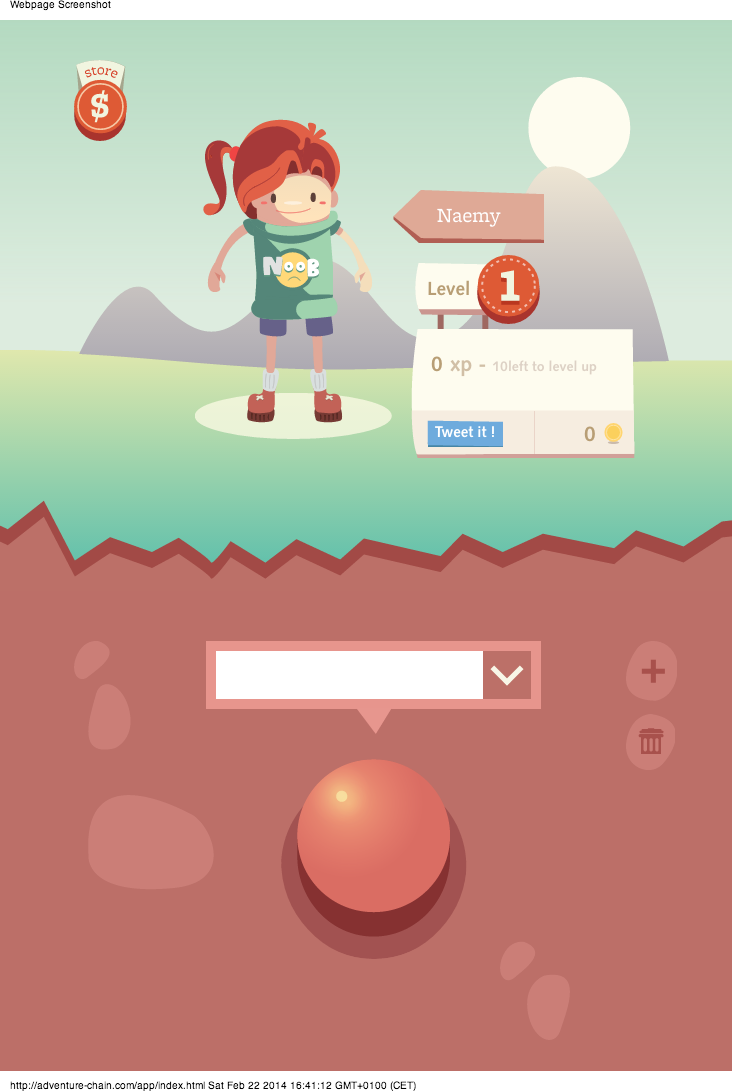 Webpage Screenshot
store
$
Naemy
NOOB
Level 1
0 xp - 10left to level up
Tweet it !
0
http://adventure-chain.com/app/index.html Sat Feb 22 2014 16:41:12 GMT+0100 (CET)